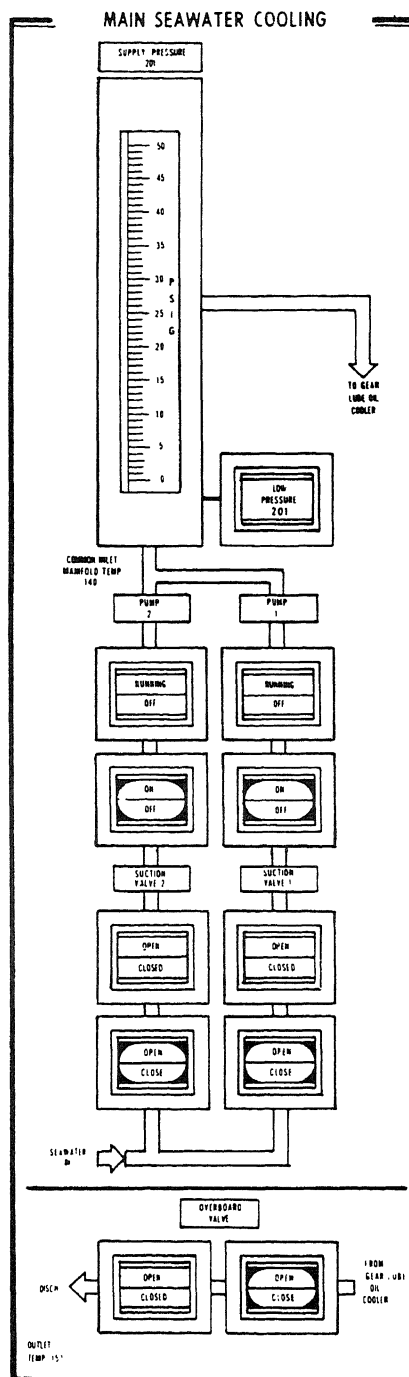 MAIN SEAWATER COOLING
SUPPLY PRESSURE
201
50
45
40
35
30
25
20
15
10
5
0
P
S
I
G
TO GEAR
LUBE OIL
COOLER
LOW
PRESSURE
201
COMMON INLET
MANIFOLD TEMP
140
PUMP
2
PUMP
1
RUNNING
OFF
RUNNING
OFF
ON
OFF
ON
OFF
SUCTION
VALVE 2
SUCTION
VALVE 1
OPEN
CLOSED
OPEN
CLOSED
OPEN
CLOSE
OPEN
CLOSE
SEAWATER
OVERBOARD
VALVE
DISCH
OPEN
CLOSED
OPEN
CLOSE
FROM
GEAR LUBE
OIL
COOLER
OUTLET
TEMP